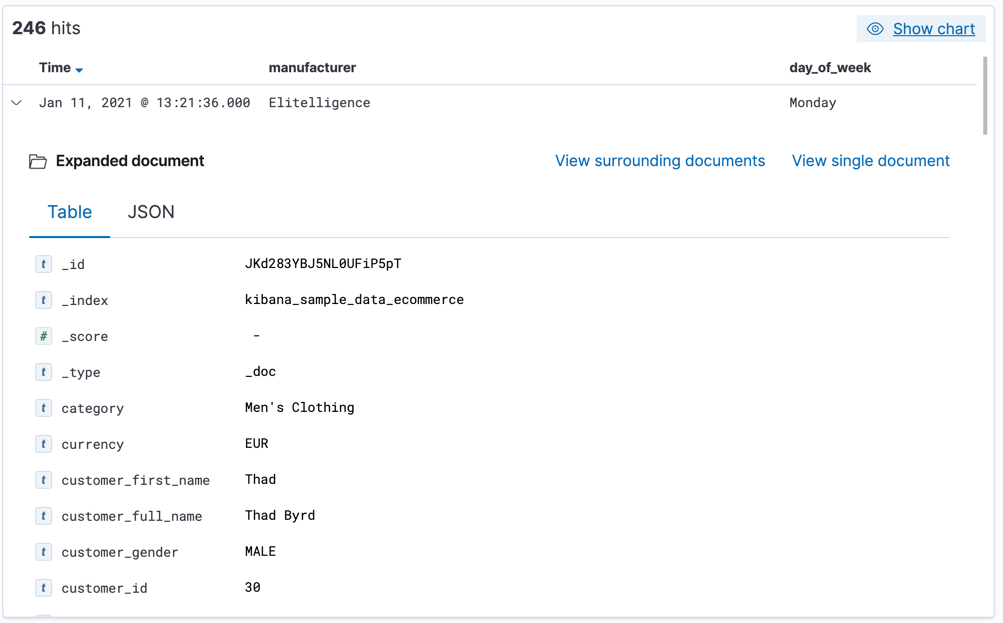 246 hits
Show chart
Time manufacturer day_of_week
Jan 11, 2021 @ 13:21:36.000 Elitelligence Monday
Expanded document View surrounding documents View single document
Table JSON
t _id JKd283YBJ5NL0UFiP5pT
t _index kibana_sample_data_ecommerce
# _score -
t _type _doc
t category Men's Clothing
t currency EUR
t customer_first_name Thad
t customer_full_name Thad Byrd
t customer_gender MALE
t customer_id 30